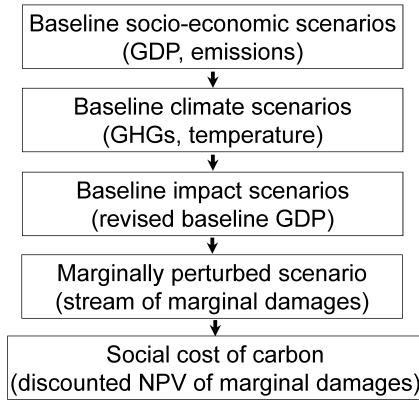 Baseline socio-economic scenarios
(GDP, emissions)
Baseline climate scenarios
(GHGs, temperature)
Baseline impact scenarios
(revised baseline GDP)
Marginally perturbed scenario
(stream of marginal damages)
Social cost of carbon
(discounted NPV of marginal damages)